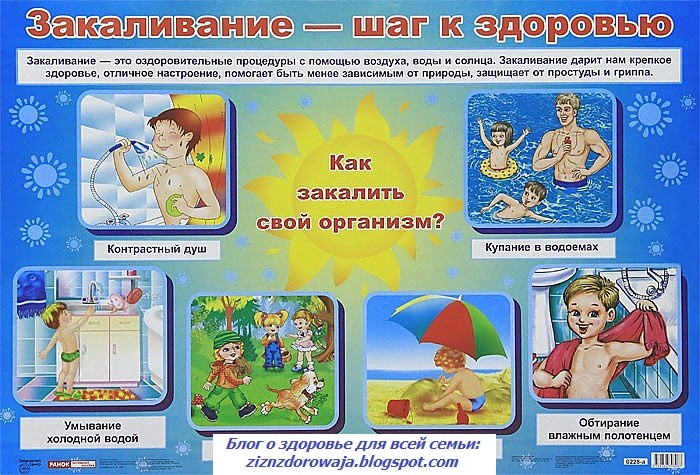 Закаливание — шаг к здоровью
Закаливание — это оздоровительные процедуры с помощью воздуха, воды и солнца. Закаливание дарит нам крепкое
здоровье, отличное настроение, помогает быть менее зависимым от природы, защищает от простуды и гриппа.
Как
закалить
свой организм?
Контрастный душ
Купание в водоемах
Умывание
холодной водой
Обтирание
влажным полотенцем
Блог о здоровье для всей семьи:
ziznzdorowaja.blogspot.com
РАНОК
0228-а